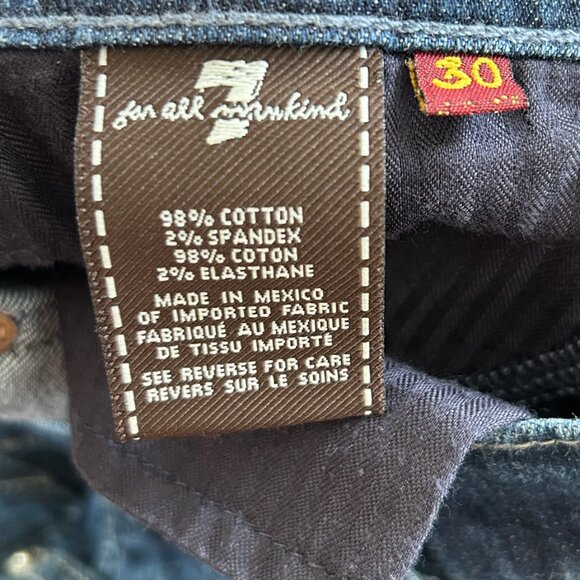 7
for all mankind
30
98% COTTON
2% SPANDEX
98% COTON
2% ELASTHANE
MADE IN MEXICO
OF IMPORTED FABRIC
FABRIQUÉ AU MEXIQUE
DE TISSU IMPORTÉ
SEE REVERSE FOR CARE
REVERS SUR LE SOINS